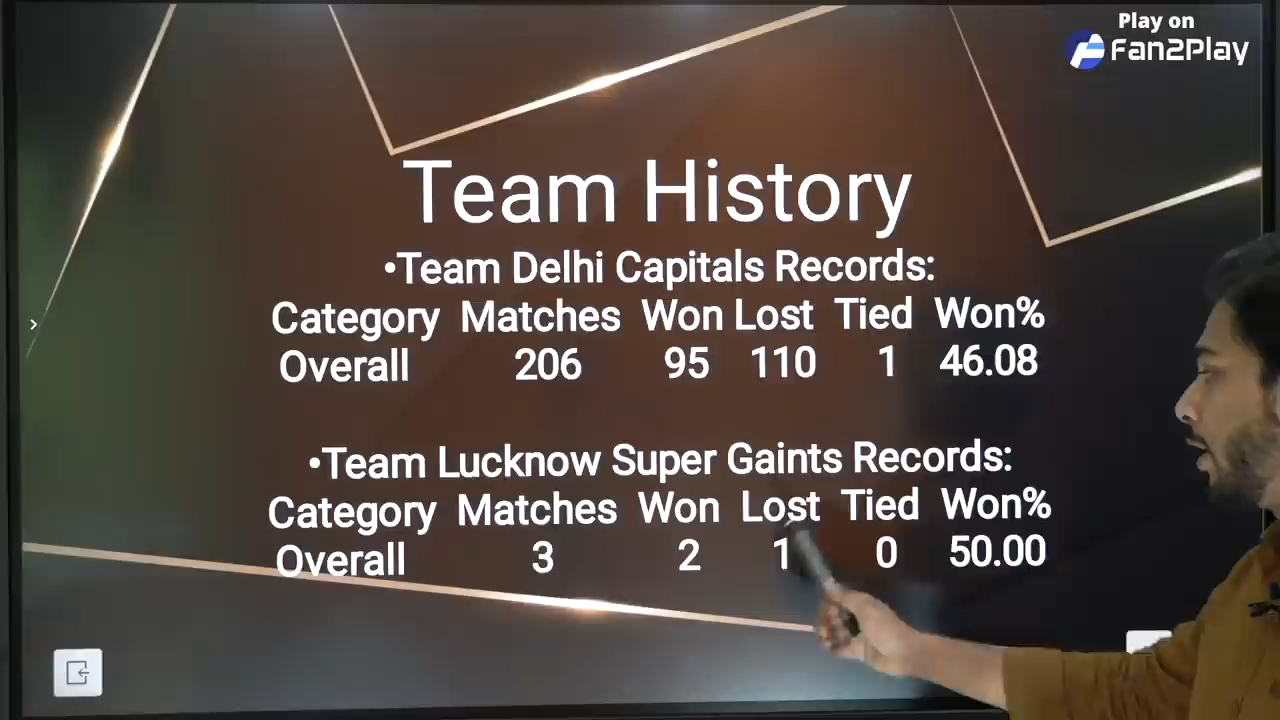 Play on
Fan2Play
Team History
•Team Delhi Capitals Records:
Category Matches Won Lost Tied Won%
Overall 206 95 110 1 46.08
•Team Lucknow Super Gaints Records:
Category Matches Won Lost Tied Won%
Overall 3 2 1 0 50.00